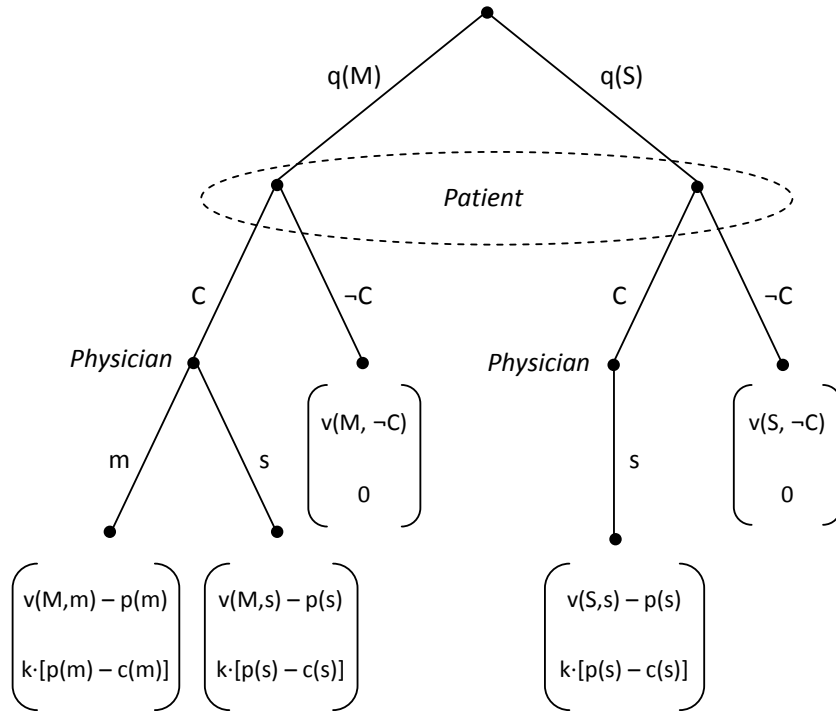 q(M)
q(S)
Patient
C
¬C
C
¬C
Physician
Physician
v(M, ¬C)
0
v(S, ¬C)
0
m
s
s
v(M,m) – p(m)
k·[p(m) – c(m)]
v(M,s) – p(s)
k·[p(s) – c(s)]
v(S,s) – p(s)
k·[p(s) – c(s)]